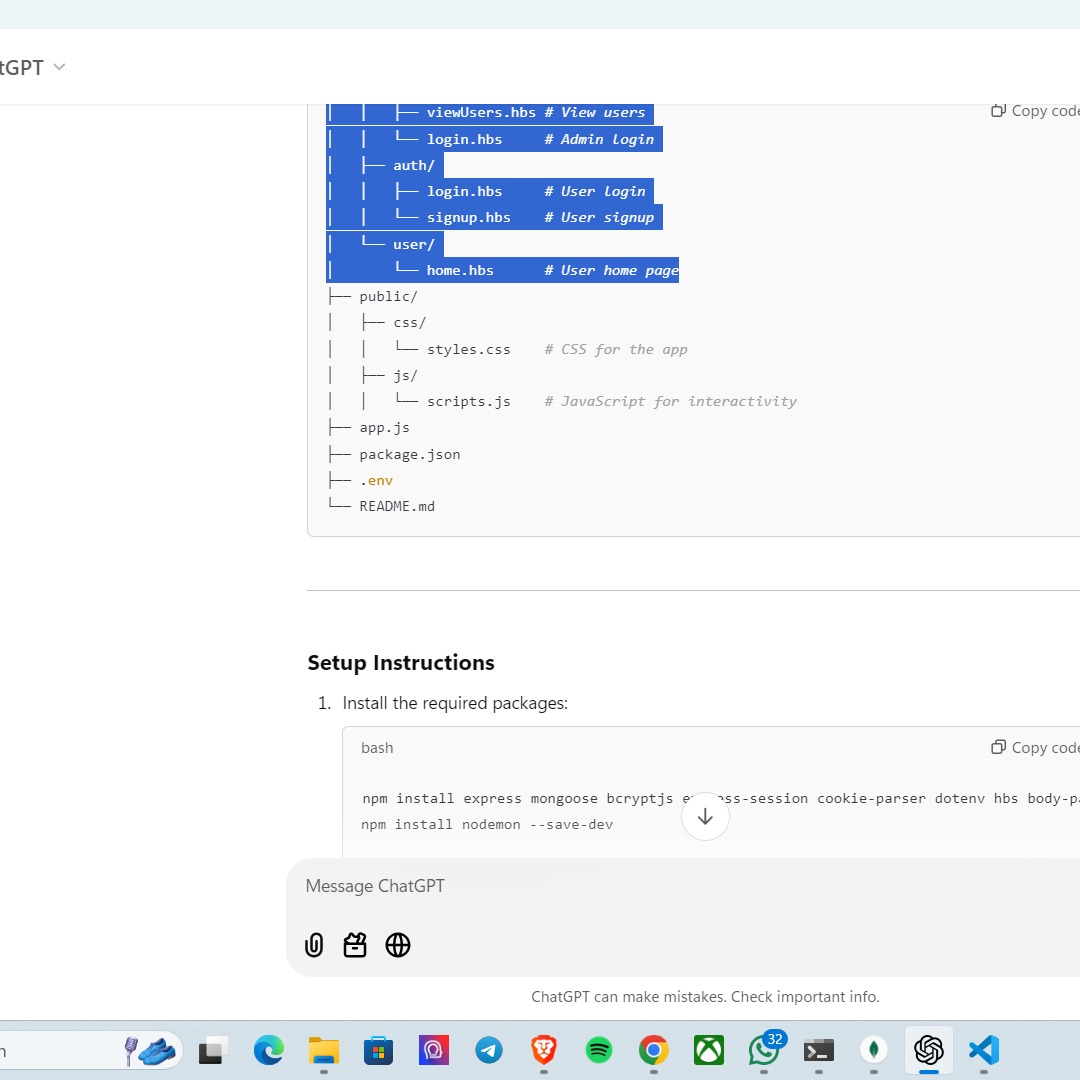 tGPT
│   │   ├── viewUsers.hbs # View users
Copy code
│   │   └── login.hbs     # Admin login
│   ├── auth/
│   │   ├── login.hbs     # User login
│   │   └── signup.hbs    # User signup
│   └── user/
│       └── home.hbs      # User home page
├── public/
│   ├── css/
│   │   └── styles.css    # CSS for the app
│   ├── js/
│   │   └── scripts.js    # JavaScript for interactivity
├── app.js
├── package.json
├── .env
└── README.md
Setup Instructions
1. Install the required packages:
bash
Copy code
npm install express mongoose bcryptjs express-session cookie-parser dotenv hbs body-pa
npm install nodemon --save-dev
Message ChatGPT
ChatGPT can make mistakes. Check important info.
32